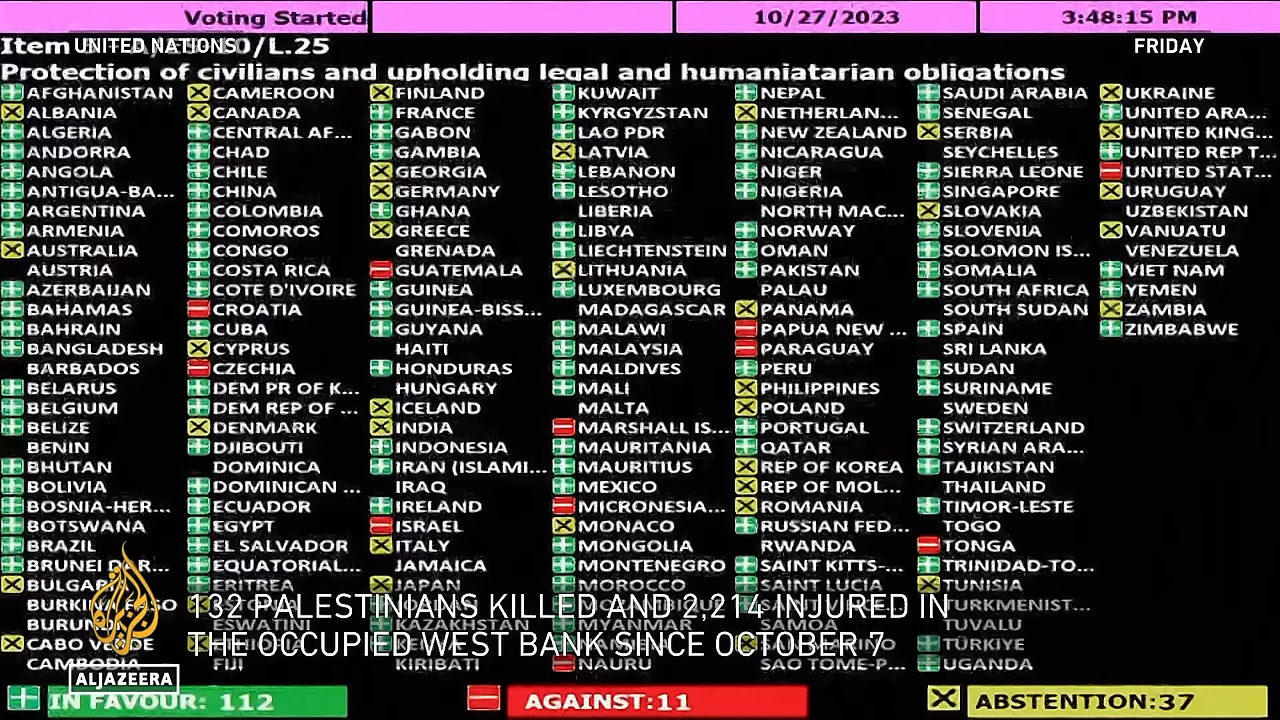 Voting Started 10/27/2023 3:48:15 PM
UNITED NATIONS FRIDAY
Item /L.25
Protection of civilians and upholding legal and humaniatarian obligations
AFGHANISTAN CAMEROON FINLAND KUWAIT NEPAL SAUDI ARABIA UKRAINE
ALBANIA CANADA FRANCE KYRGYZSTAN NETHERLAN... SENEGAL UNITED ARA...
ALGERIA CENTRAL AF... GABON LAO PDR NEW ZEALAND SERBIA UNITED KING...
ANDORRA CHAD GAMBIA LATVIA NICARAGUA SEYCHELLES UNITED REP T...
ANGOLA CHILE GEORGIA LEBANON NIGER SIERRA LEONE UNITED STAT...
ANTIGUA-BA... CHINA GERMANY LESOTHO NIGERIA SINGAPORE URUGUAY
ARGENTINA COLOMBIA GHANA LIBERIA NORTH MAC... SLOVAKIA UZBEKISTAN
ARMENIA COMOROS GREECE LIBYA NORWAY SLOVENIA VANUATU
AUSTRALIA CONGO GRENADA LIECHTENSTEIN OMAN SOLOMON IS... VENEZUELA
AUSTRIA COSTA RICA GUATEMALA LITHUANIA PAKISTAN SOMALIA VIET NAM
AZERBAIJAN COTE D'IVOIRE GUINEA LUXEMBOURG PALAU SOUTH AFRICA YEMEN
BAHAMAS CROATIA GUINEA-BISS... MADAGASCAR PANAMA SOUTH SUDAN ZAMBIA
BAHRAIN CUBA GUYANA MALAWI PAPUA NEW ... SPAIN ZIMBABWE
BANGLADESH CYPRUS HAITI MALAYSIA PARAGUAY SRI LANKA
BARBADOS CZECHIA HONDURAS MALDIVES PERU SUDAN
BELARUS DEM PR OF K... HUNGARY MALI PHILIPPINES SURINAME
BELGIUM DEM REP OF ... ICELAND MALTA POLAND SWEDEN
BELIZE DENMARK INDIA MARSHALL IS... PORTUGAL SWITZERLAND
BENIN DJIBOUTI INDONESIA MAURITANIA QATAR SYRIAN ARA...
BHUTAN DOMINICA IRAN (ISLAMI... MAURITIUS REP OF KOREA TAJIKISTAN
BOLIVIA DOMINICAN ... IRAQ MEXICO REP OF MOL... THAILAND
BOSNIA-HER... ECUADOR IRELAND MICRONESIA... ROMANIA TIMOR-LESTE
BOTSWANA EGYPT ISRAEL MONACO RUSSIAN FED... TOGO
BRAZIL EL SALVADOR ITALY MONGOLIA RWANDA TONGA
BRUNEI DAR... EQUATORIAL... JAMAICA MONTENEGRO SAINT KITTS-... TRINIDAD-TO...
ERITREA JAPAN MOROCCO SAINT LUCIA TUNISIA
BURKINA FASO TURKMENIST...
ESWATINI KAZAKHSTAN MYANMAR SAMOA TUVALU
CABO VERDE TÜRKIYE
CAMBODIA FIJI KIRIBATI NAURU SAO TOME-P... UGANDA
132 PALESTINIANS KILLED AND 2,214 INJURED IN
THE OCCUPIED WEST BANK SINCE OCTOBER 7
ALJAZEERA
IN FAVOUR: 112 AGAINST:11 ABSTENTION:37